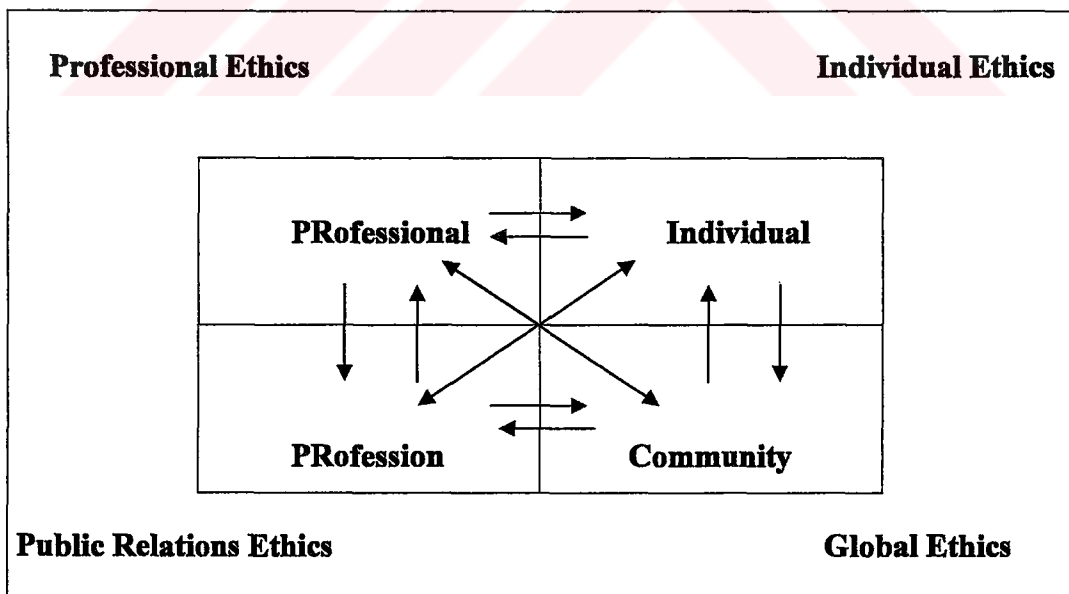 Professional Ethics
Individual Ethics
PRofessional
Individual
PRofession
Community
Public Relations Ethics
Global Ethics